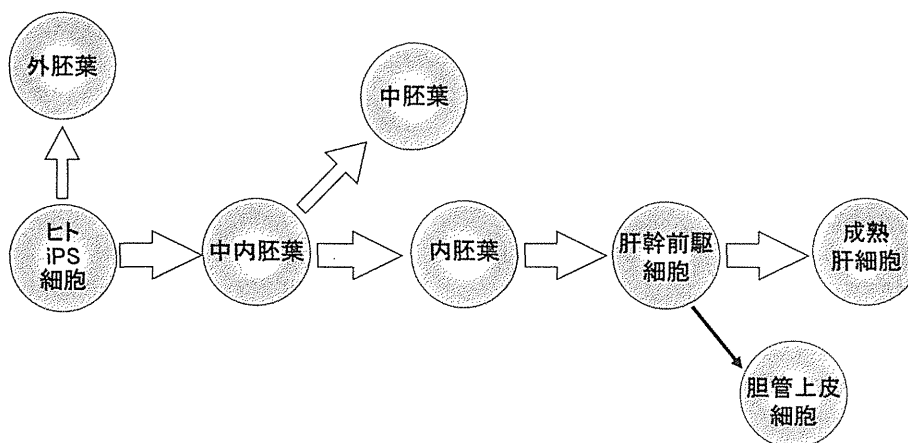 外胚葉
中胚葉
ヒト
iPS
細胞
中内胚葉
内胚葉
肝幹前駆
細胞
成熟
肝細胞
胆管上皮
細胞